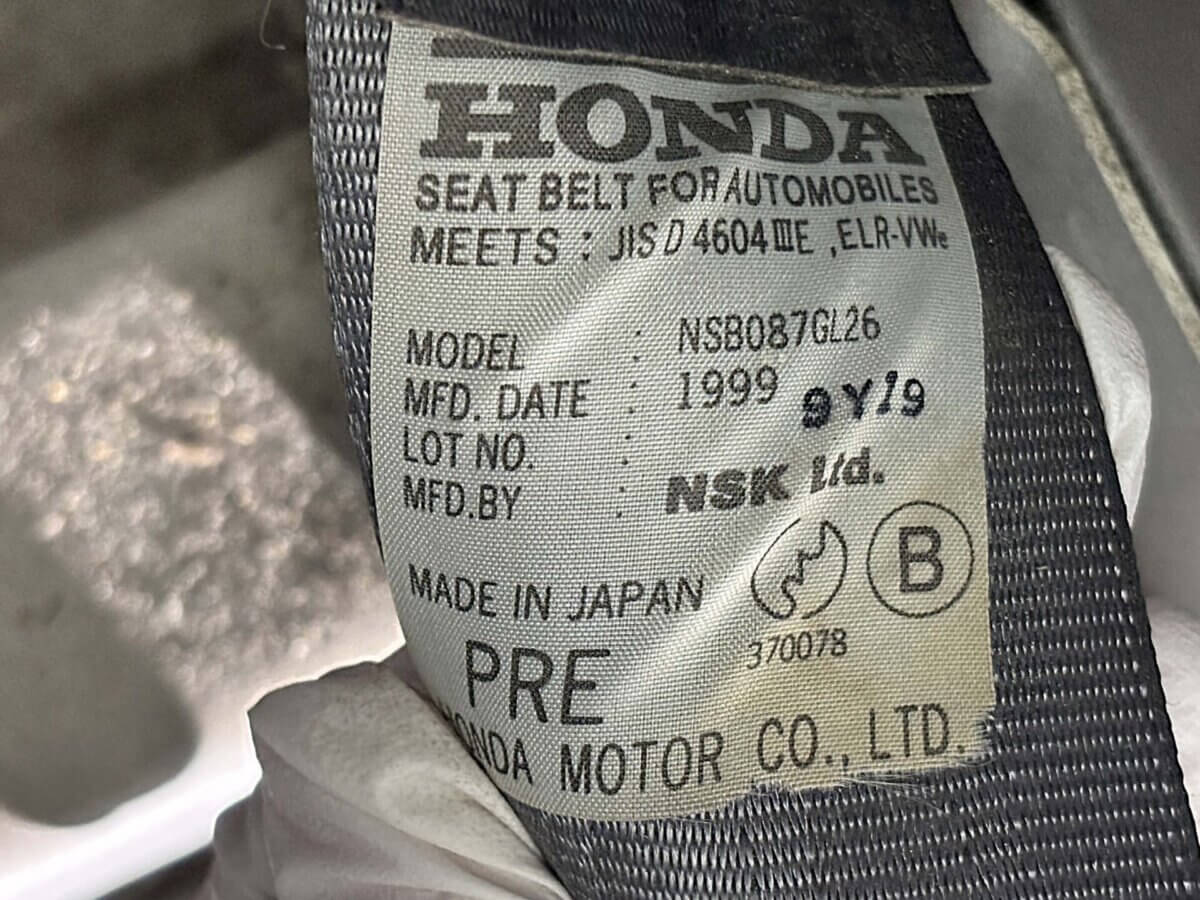 HONDA
SEAT BELT FOR AUTOMOBILES
MEETS : JIS D 4604 IIIE , ELR-VWe
MODEL : NSB087GL26
MFD. DATE : 1999 9Y19
LOT NO. :
MFD.BY : NSK Ltd.
MADE IN JAPAN B
370078
PRE
HONDA MOTOR CO., LTD.